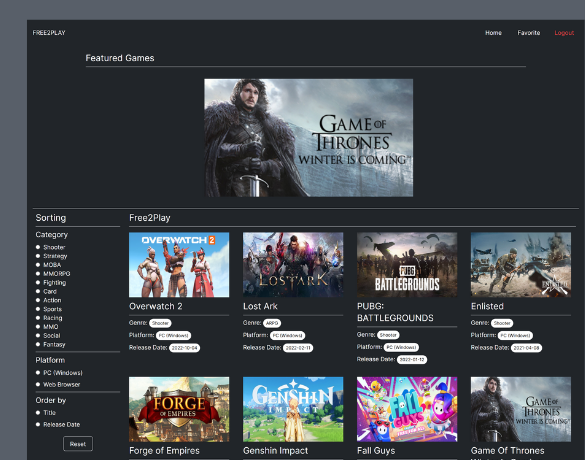 FREE2PLAY
Home Favorite Logout
Featured Games
GAME OF
THRONES
WINTER IS COMING
Sorting
Category
Shooter
Strategy
MOBA
MMORPG
Fighting
Card
Action
Sports
Racing
MMO
Social
Fantasy
Platform
PC (Windows)
Web Browser
Order by
Title
Release Date
Reset
Free2Play
OVERWATCH 2
Overwatch 2
Genre: Shooter
Platform: PC (Windows)
Release Date: 2022-10-04
LOST ARK
Lost Ark
Genre: ARPG
Platform: PC (Windows)
Release Date: 2022-02-11
PUBG
BATTLEGROUNDS
PUBG:
BATTLEGROUNDS
Genre: Shooter
Platform: PC (Windows)
Release Date: 2022-01-12
Enlisted
Genre: Shooter
Platform: PC (Windows)
Release Date: 2021-04-08
FORGE
OF EMPIRES
Forge of Empires
GENSHIN
IMPACT
Genshin Impact
FALL GUYS
Fall Guys
GAME OF
THRONES
WINTER IS COMING
Game Of Thrones